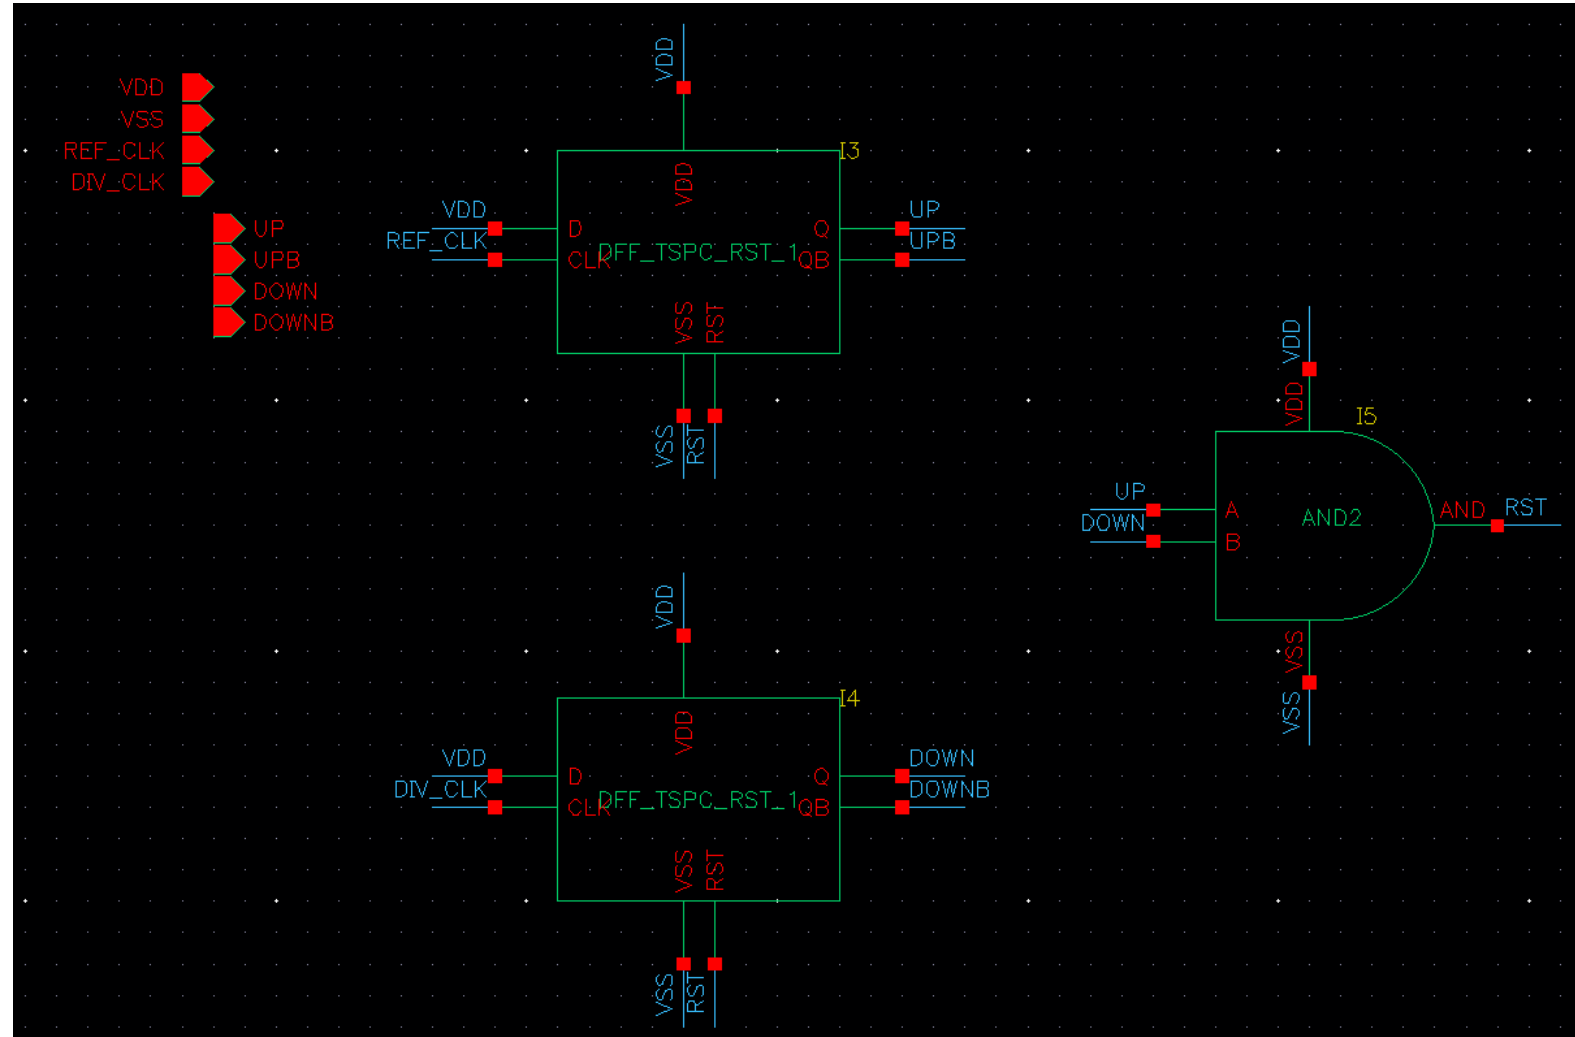 VDD
VSS
REF_CLK
DIV_CLK
UP
UPB
DOWN
DOWNB
VDD
I3
VDD
VDD
REF_CLK
D
CLK
DFF_TSPC_RST_1
Q
QB
UP
UPB
VSS
RST
VSS
RST
VDD
VDD
I5
UP
DOWN
A
B
AND2
AND
RST
VSS
VSS
VDD
I4
VDD
VDD
DIV_CLK
D
CLK
DFF_TSPC_RST_1
Q
QB
DOWN
DOWNB
VSS
RST
VSS
RST